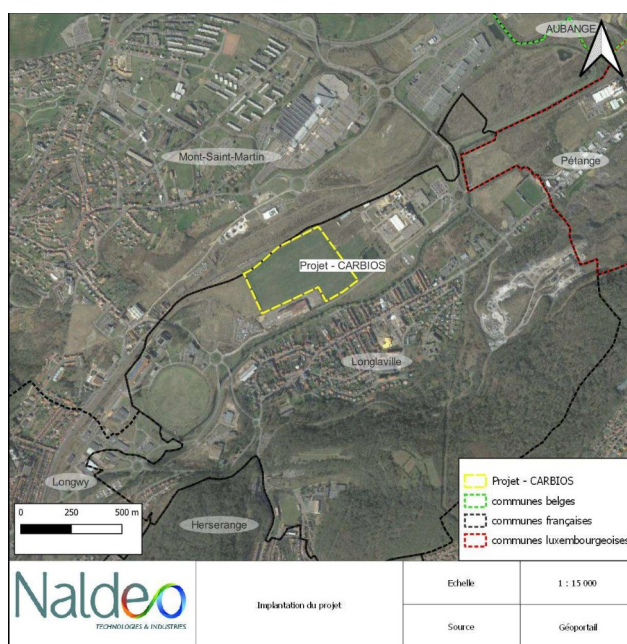 AUBANGE
Mont-Saint-Martin
Pétange
Projet - CARBIOS
Longlaville
Longwy
Herserange
0 250 500 m
Projet - CARBIOS
communes belges
communes françaises
communes luxembourgeoises
Naldeo
TECHNOLOGIES & INDUSTRIES
Implantation du projet
Echelle
1 : 15 000
Source
Géoportail